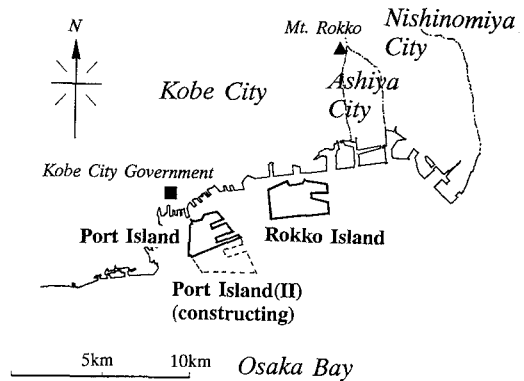 N
Mt. Rokko
Nishinomiya
City
Kobe City
Ashiya
City
Kobe City Government
Port Island
Rokko Island
Port Island(II)
(constructing)
5km
10km
Osaka Bay